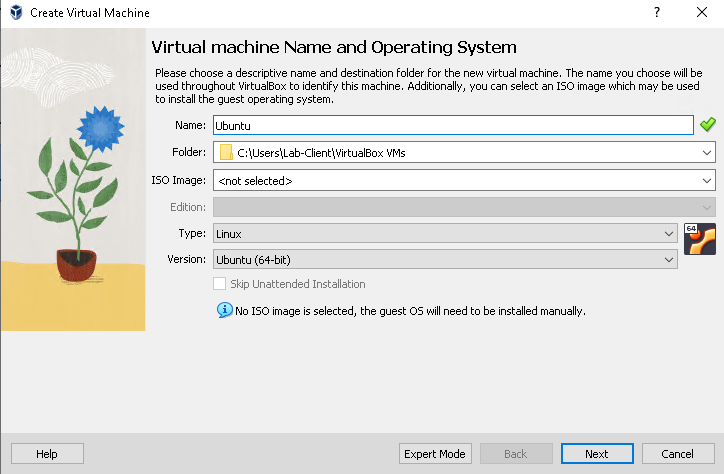 Create Virtual Machine
Virtual machine Name and Operating System
Please choose a descriptive name and destination folder for the new virtual machine. The name you choose will be
used throughout VirtualBox to identify this machine. Additionally, you can select an ISO image which may be used
to install the guest operating system.
Name: Ubuntu
Folder: C:\Users\Lab-Client\VirtualBox VMs
ISO Image: <not selected>
Edition:
Type: Linux
64
Version: Ubuntu (64-bit)
Skip Unattended Installation
No ISO image is selected, the guest OS will need to be installed manually.
Help Expert Mode Back Next Cancel